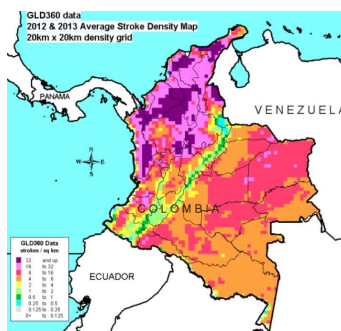 GLD360 data
2012 & 2013 Average Stroke Density Map
20km x 20km density grid
PANAMA
VENEZUELA
N
W E
S
COLOMBIA
ECUADOR
GLD360 Data
strokes / sq km
32 and up
16 to 32
8 to 16
4 to 8
2 to 4
1 to 2
0.5 to 1
0.25 to 0.5
0.125 to 0.25
0+ to 0.125